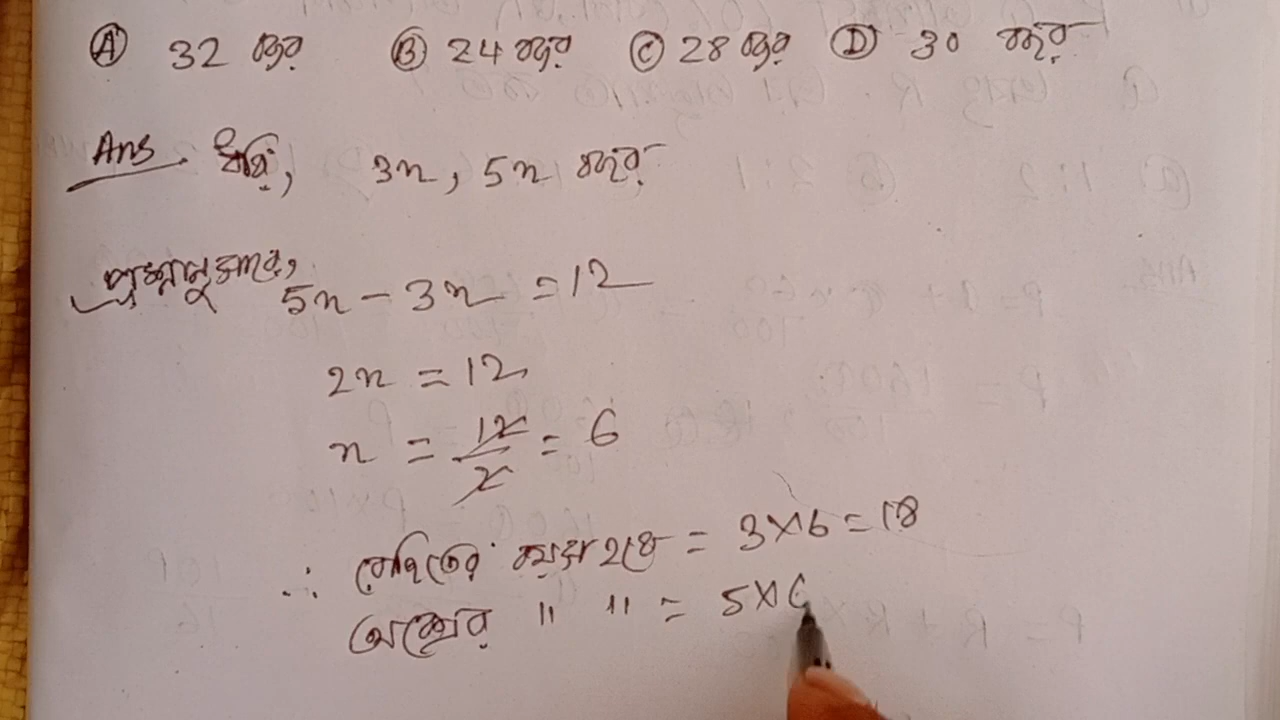 Ⓐ 32 বছর Ⓑ 24 বছর Ⓒ 28 বছর Ⓓ 30 বছর
Ans. ধরি, 3x, 5x বছর
প্রশ্নানুসারে,
5x - 3x = 12
2x = 12
x = 12/2 = 6
∴ রোহিতের বয়স হবে = 3×6 = 18
" " = 5×6